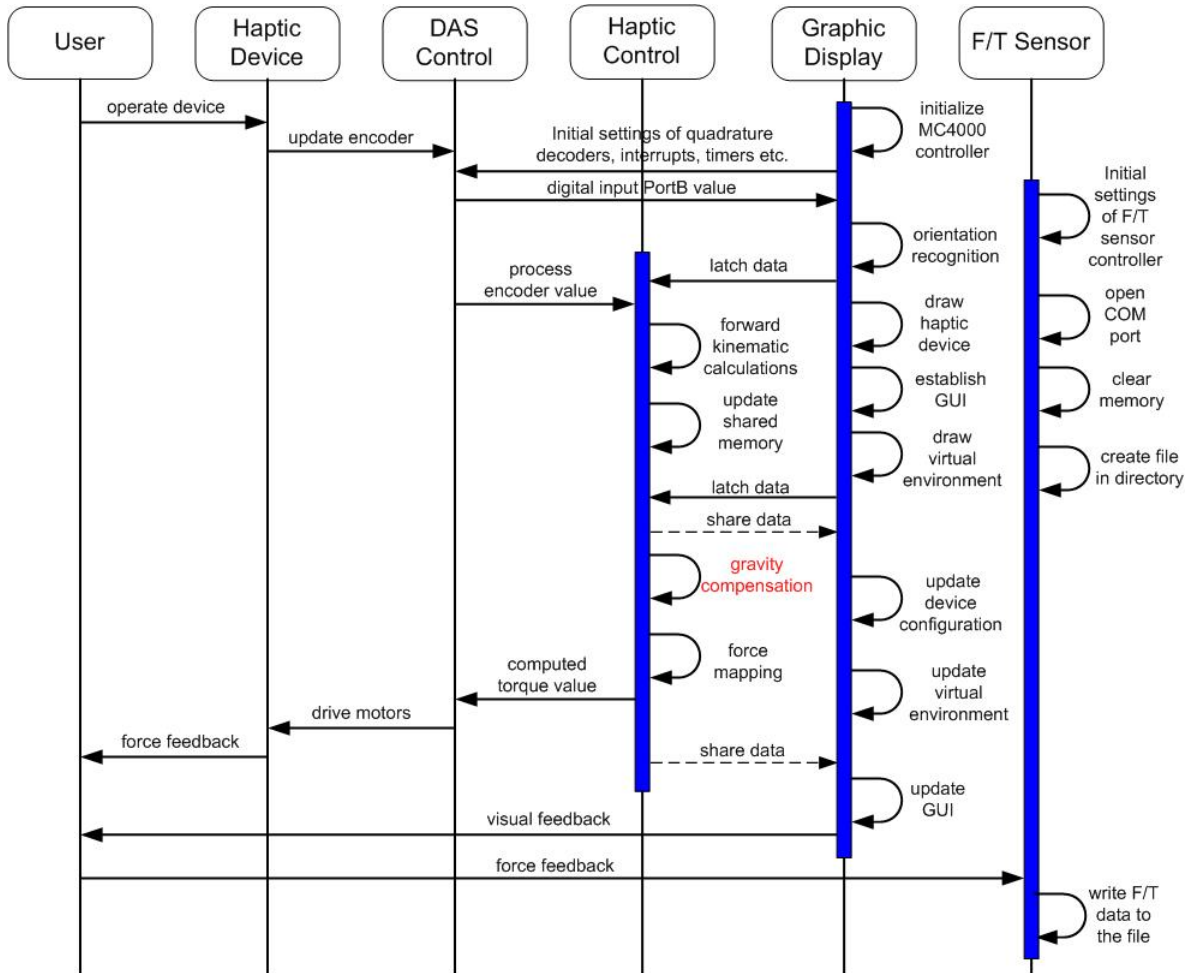 User
Haptic
Device
DAS
Control
Haptic
Control
Graphic
Display
F/T Sensor
operate device
update encoder
Initial settings of quadrature
decoders, interrupts, timers etc.
digital input PortB value
initialize
MC4000
controller
Initial
settings
of F/T
sensor
controller
orientation
recognition
latch data
process
encoder value
draw
haptic
device
open
COM
port
forward
kinematic
calculations
establish
GUI
clear
memory
update
shared
memory
draw
virtual
environment
create file
in directory
latch data
share data
gravity
compensation
update
device
configuration
force
mapping
computed
torque value
update
virtual
environment
drive motors
force feedback
share data
update
GUI
visual feedback
force feedback
write F/T
data to
the file